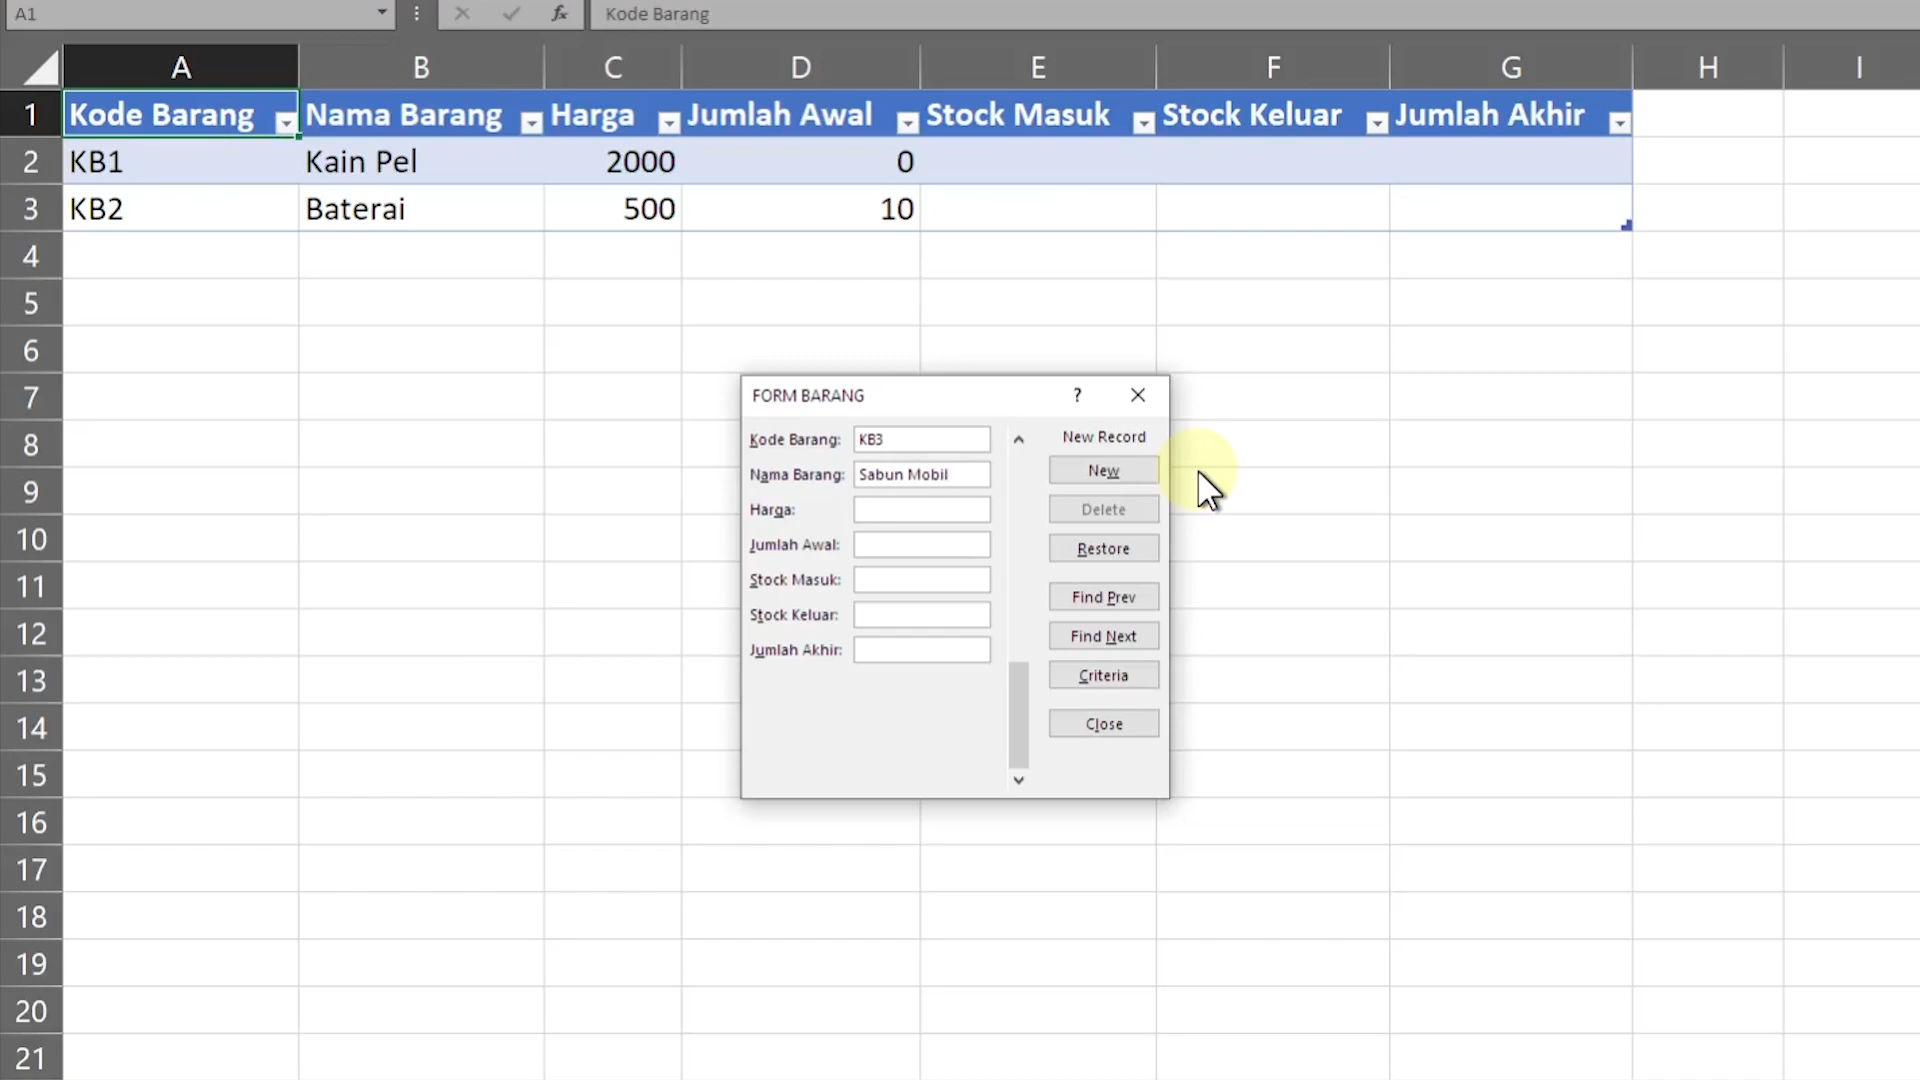 A1 fx Kode Barang
A B C D E F G H I
1 Kode Barang Nama Barang Harga Jumlah Awal Stock Masuk Stock Keluar Jumlah Akhir
2 KB1 Kain Pel 2000 0
3 KB2 Baterai 500 10
4
5
6
7
8
9
10
11
12
13
14
15
16
17
18
19
20
21
FORM BARANG ?
Kode Barang: KB3
Nama Barang: Sabun Mobil
Harga:
Jumlah Awal:
Stock Masuk:
Stock Keluar:
Jumlah Akhir:
New Record
New
Delete
Restore
Find Prev
Find Next
Criteria
Close